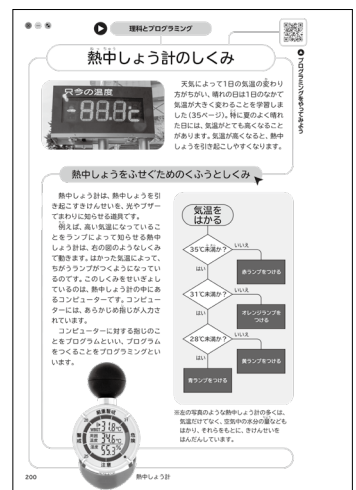 理科とプログラミング
プログラミングをやってみよう
ねっ ちゅう
熱中しょう計のしくみ
只今の温度
-88.8℃
天気によって1日の気温の変わり
方がちがい、晴れの日は1日のなかで
気温が大きく変わることを学習しま
した(35ページ)。特に夏のよく晴れ
た日には、気温がとても高くなること
があります。気温が高くなると、熱中
しょうを引き起こしやすくなります。
熱中しょうをふせぐためのくふうとしくみ
熱中しょう計は、熱中しょうを引
き起こすきけんせいを、光やブザー
でまわりに知らせる道具です。
例えば、高い気温になっているこ
とをランプによって知らせる熱中
しょう計は、右の図のようなしくみ
で動きます。はかった気温によって、
ちがうランプがつくようになってい
るのです。このしくみをせいぎょし
ているのは、熱中しょう計の中にあ
るコンピューターです。コンピュー
ターには、あらかじめ指じが入力さ
れています。
コンピューターに対する指じのこ
とをプログラムといい、プログラム
をつくることをプログラミングとい
います。
気温を
はかる
35℃未満か?
いいえ
赤ランプをつける
はい
31℃未満か?
いいえ
オレンジランプを
つける
はい
28℃未満か?
いいえ
黄ランプをつける
はい
青ランプをつける
※左の写真のような熱中しょう計の多くは、
気温だけでなく、空気中の水分の量なども
はかり、それらをもとに、きけんせいを
はんだんしています。
31.8℃
34.6℃
55.3%
注意
200
熱中しょう計